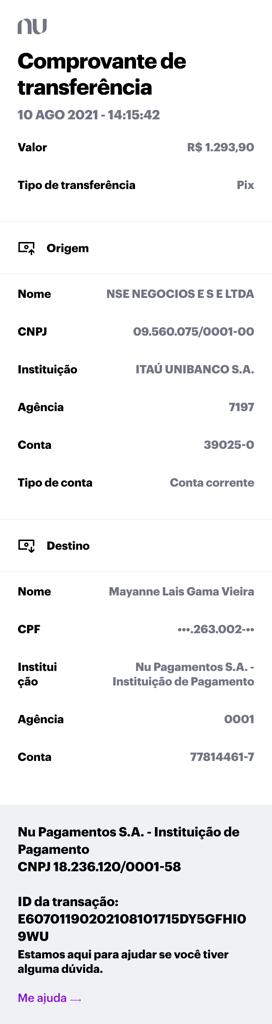 nu
Comprovante de
transferência
10 AGO 2021 - 14:15:42
Valor R$ 1.293,90
Tipo de transferência Pix
Origem
Nome NSE NEGOCIOS E S E LTDA
CNPJ 09.560.075/0001-00
Instituição ITAÚ UNIBANCO S.A.
Agência 7197
Conta 39025-0
Tipo de conta Conta corrente
Destino
Nome Mayanne Lais Gama Vieira
CPF •••.263.002-••
Institui Nu Pagamentos S.A. -
ção Instituição de Pagamento
Agência 0001
Conta 77814461-7
Nu Pagamentos S.A. - Instituição de
Pagamento
CNPJ 18.236.120/0001-58
ID da transação:
E60701190202108101715DY5GFHI0
9WU
Estamos aqui para ajudar se você tiver
alguma dúvida.
Me ajuda →